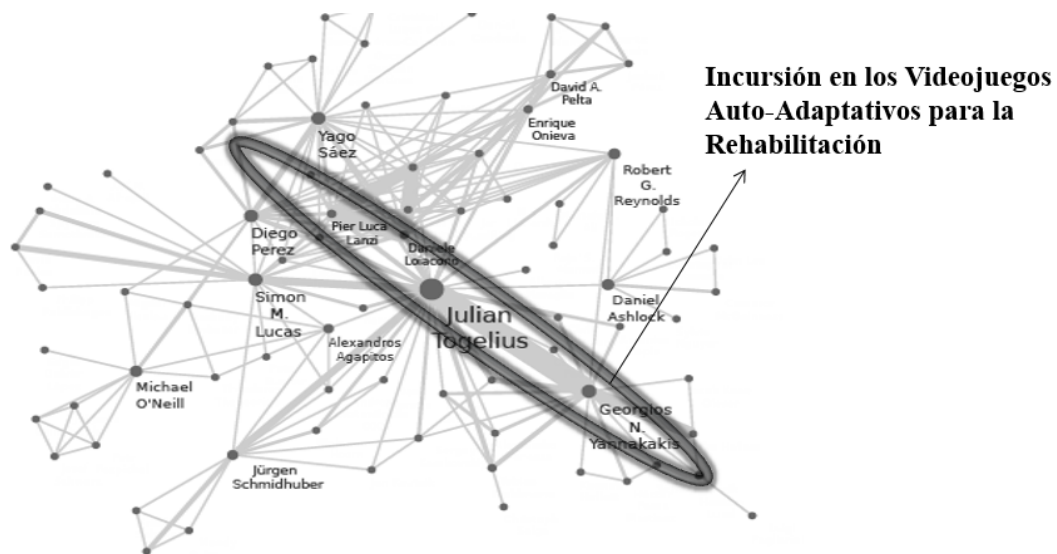 Incursión en los Videojuegos
Auto-Adaptativos para la
Rehabilitación
David A.
Pelta
Enrique
Onieva
Yago
Sáez
Robert
G.
Reynolds
Pier Luca
Lanzi
Diego
Perez
Daniele
Loiacono
Simon
M.
Lucas
Julian
Togelius
Daniel
Ashlock
Alexandros
Agapitos
Michael
O'Neill
Georgios
N.
Yannakakis
Jürgen
Schmidhuber